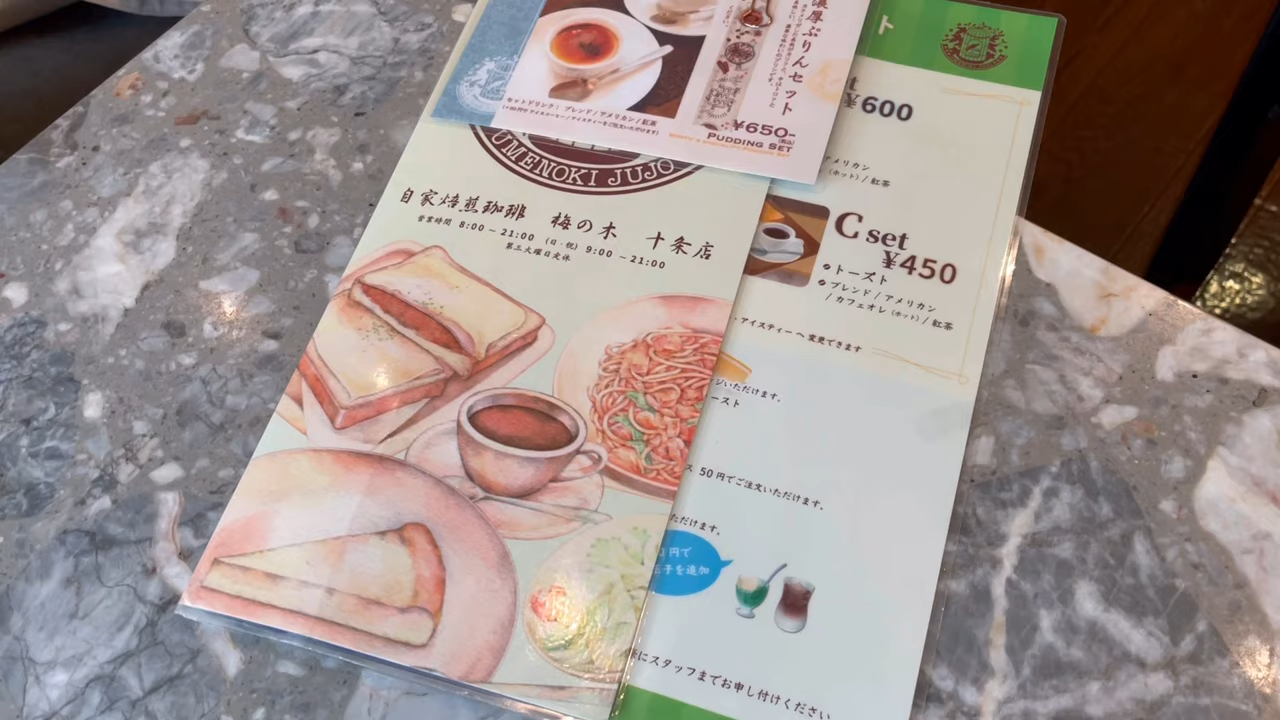 濃厚ぷりんセット
セットドリンク： ブレンド / アメリカン / 紅茶
¥650-
(税込)
PUDDING SET
UMENOKI JUJO
自家焙煎珈琲 梅の木 十条店
営業時間 8:00～21:00 (日・祝) 9:00～21:00
第三火曜日定休
ト
¥600
アメリカン
(ホット) / 紅茶
C set
¥450
トースト
ブレンド / アメリカン
/ カフェオレ (ホット) / 紅茶
・アイスティーへ変更できます
いただけます。
ースト
ス 50円でご注文いただけます。
ただけます。
0円で
玉子を追加
にスタッフまでお申し付けください